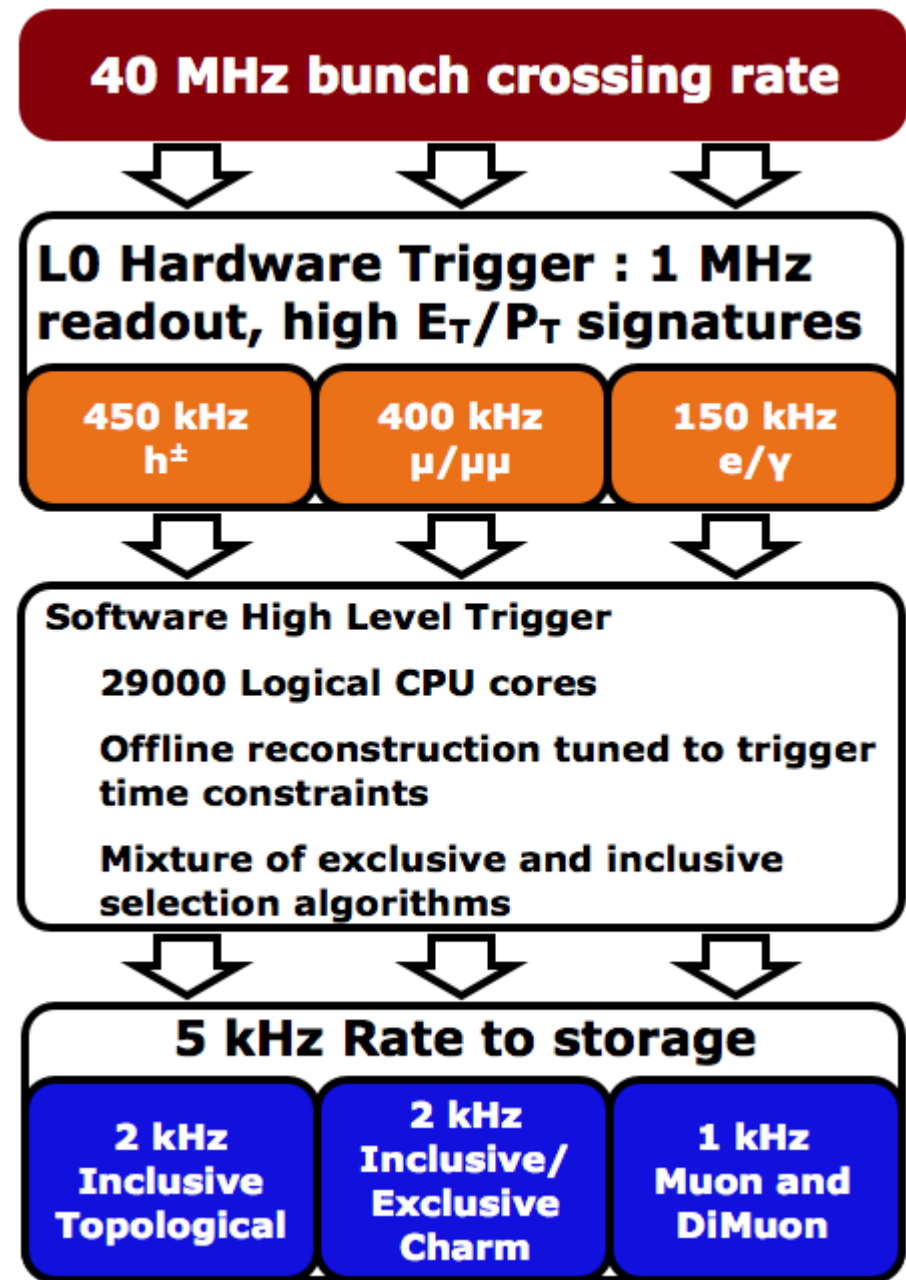 40 MHz bunch crossing rate
L0 Hardware Trigger : 1 MHz
readout, high Eᴛ/Pᴛ signatures
450 kHz
h±
400 kHz
μ/μμ
150 kHz
e/γ
Software High Level Trigger
29000 Logical CPU cores
Offline reconstruction tuned to trigger
time constraints
Mixture of exclusive and inclusive
selection algorithms
5 kHz Rate to storage
2 kHz
Inclusive
Topological
2 kHz
Inclusive/
Exclusive
Charm
1 kHz
Muon and
DiMuon